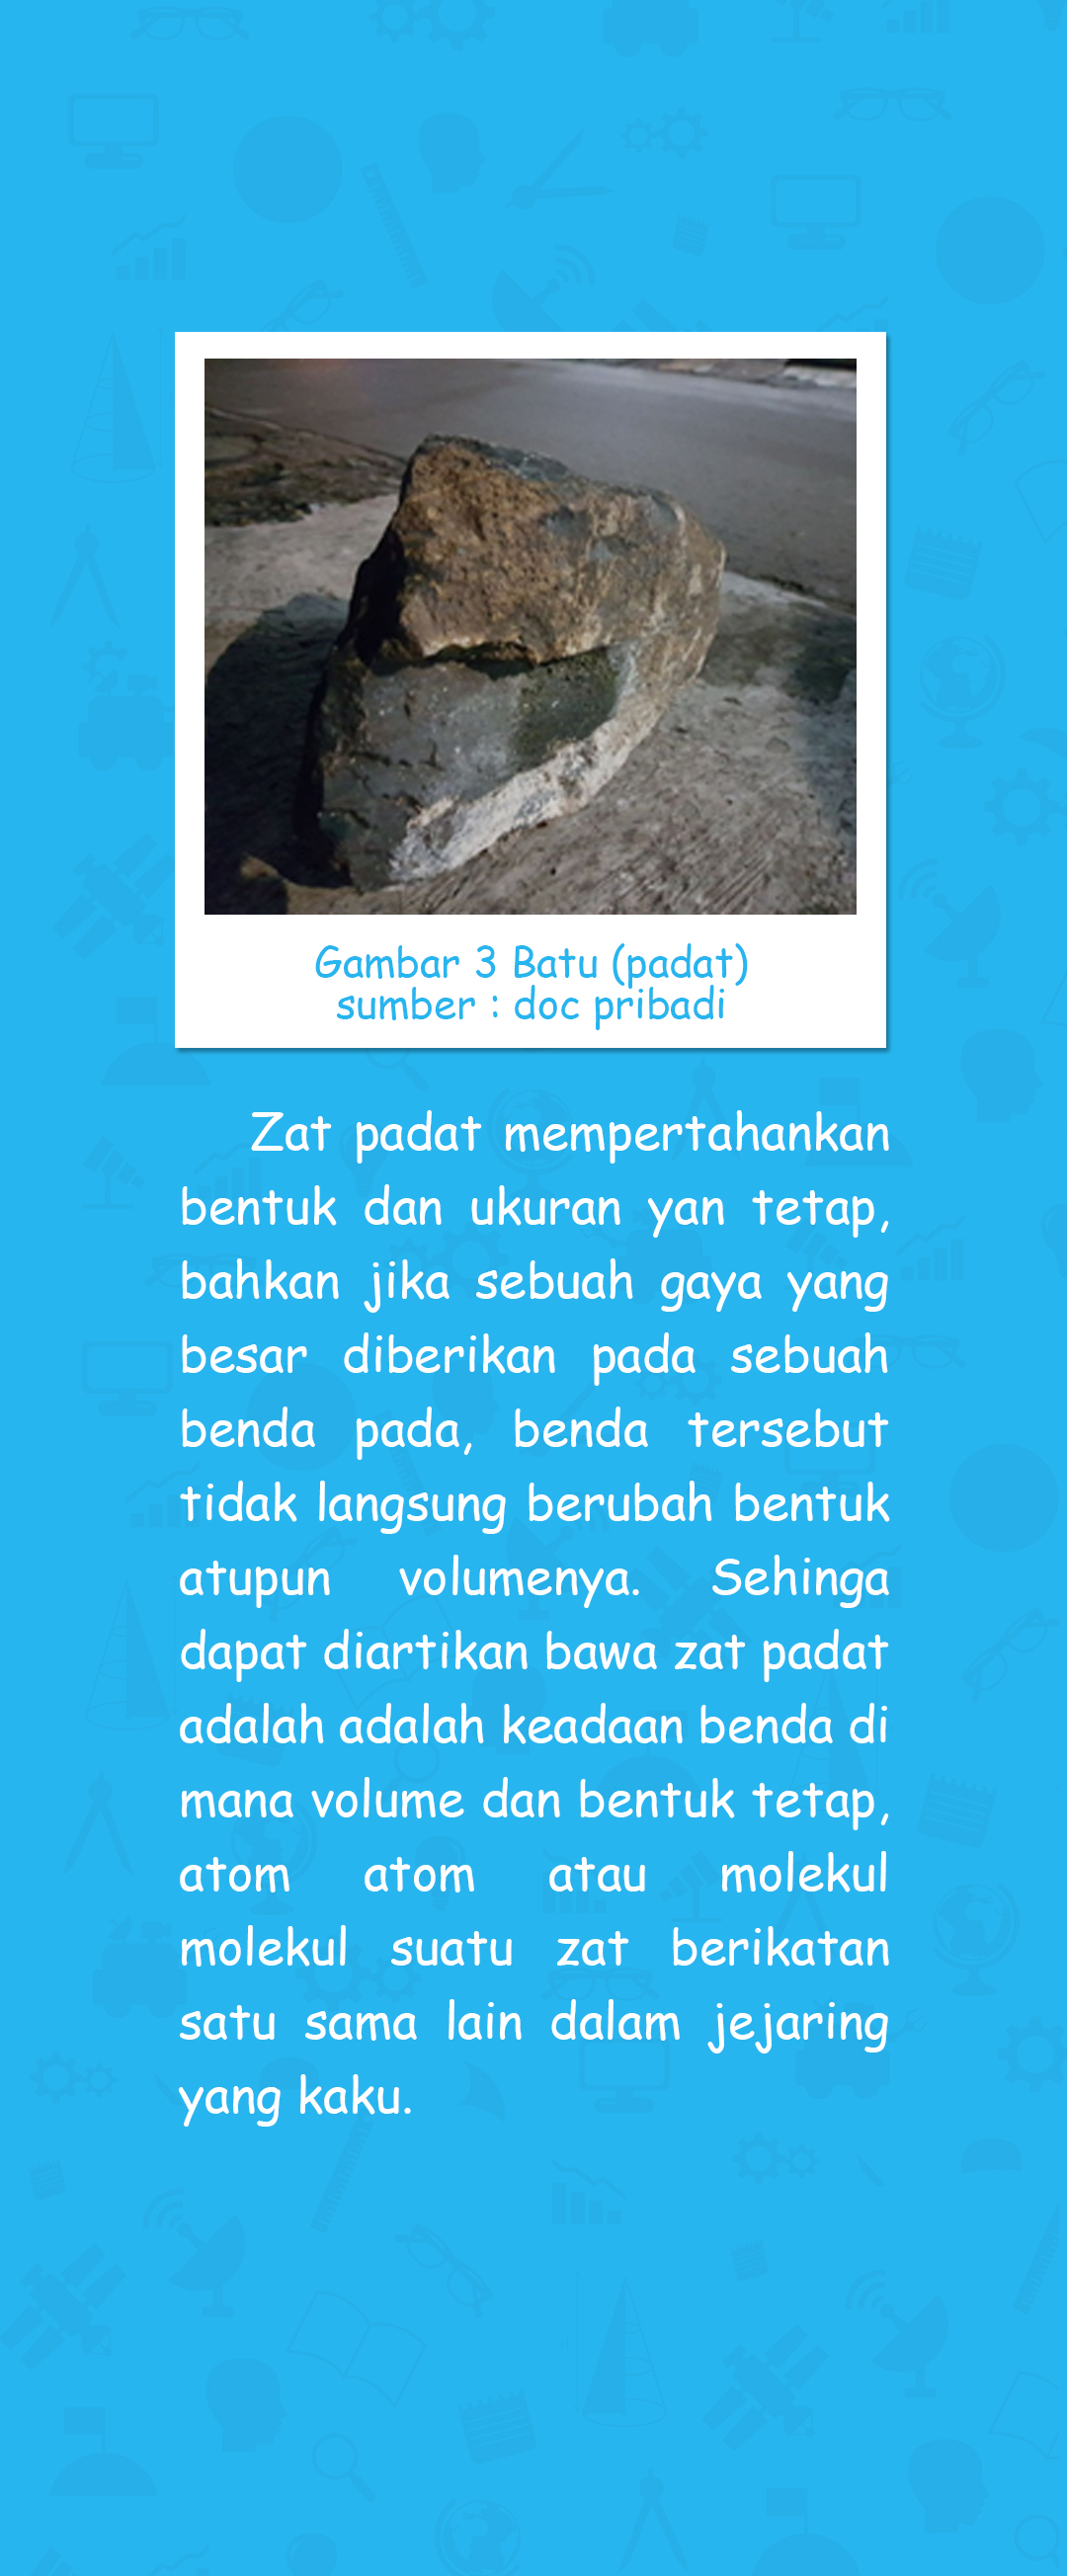 Gambar 3 Batu (padat)
sumber : doc pribadi
Zat padat mempertahankan
bentuk dan ukuran yan tetap,
bahkan jika sebuah gaya yang
besar diberikan pada sebuah
benda pada, benda tersebut
tidak langsung berubah bentuk
atupun volumenya. Sehinga
dapat diartikan bawa zat padat
adalah adalah keadaan benda di
mana volume dan bentuk tetap,
atom atom atau molekul
molekul suatu zat berikatan
satu sama lain dalam jejaring
yang kaku.